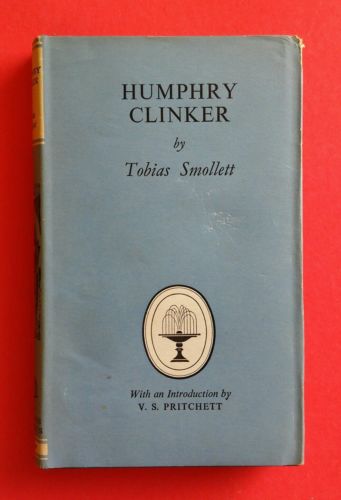 HUMPHRY
CLINKER
by
Tobias Smollett
With an Introduction by
V. S. PRITCHETT